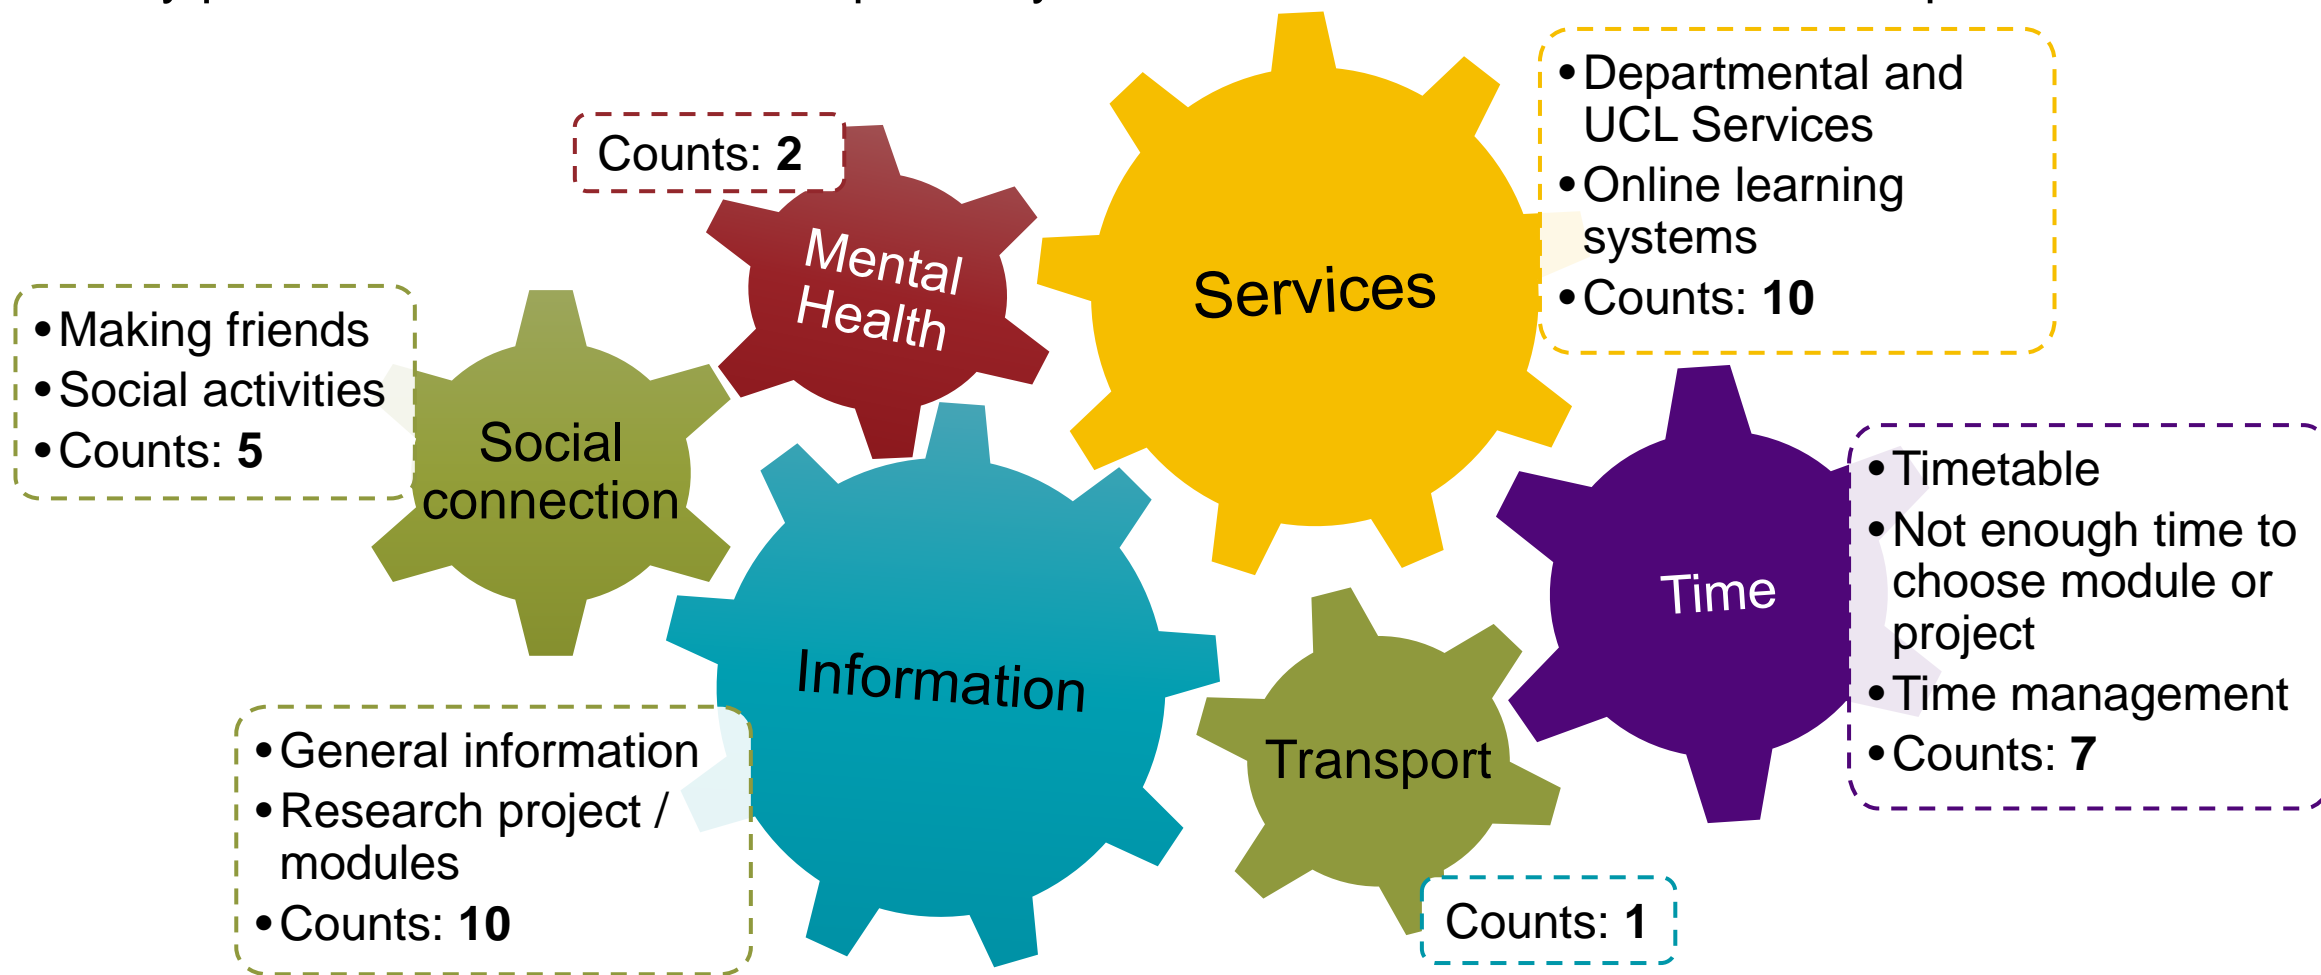 Counts: 2
Mental
Health
Services
•Departmental and
UCL Services
•Online learning
systems
•Counts: 10
•Making friends
•Social activities
•Counts: 5
Social
connection
Time
•Timetable
•Not enough time to
choose module or
project
•Time management
•Counts: 7
Information
•General information
•Research project /
modules
•Counts: 10
Transport
Counts: 1